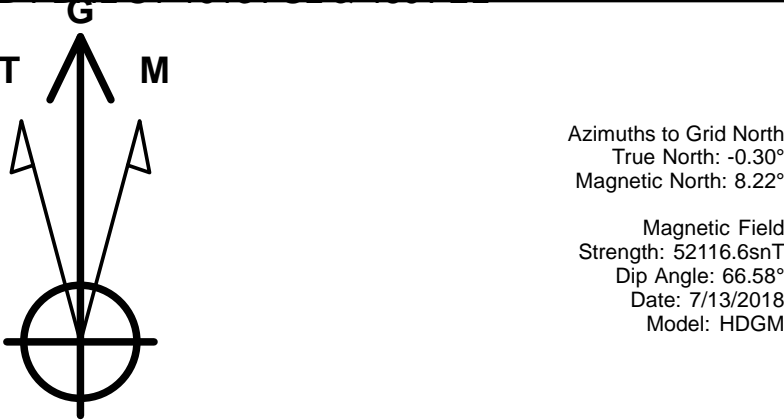 G
T M
Azimuths to Grid North
True North: -0.30°
Magnetic North: 8.22°
Magnetic Field
Strength: 52116.6snT
Dip Angle: 66.58°
Date: 7/13/2018
Model: HDGM